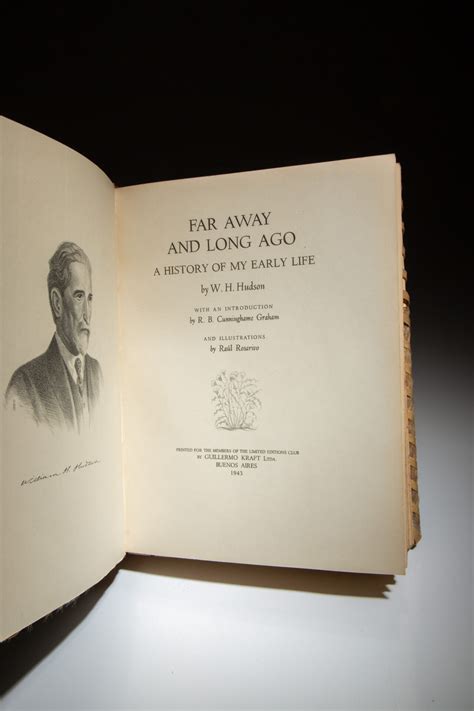 William H. Hudson
FAR AWAY
AND LONG AGO
A HISTORY OF MY EARLY LIFE
by W. H. Hudson
WITH AN INTRODUCTION
by R. B. Cunninghame Graham
AND ILLUSTRATIONS
by Raúl Rosarivo
PRINTED FOR THE MEMBERS OF THE LIMITED EDITIONS CLUB
BY GUILLERMO KRAFT LTDA.
BUENOS AIRES
1943